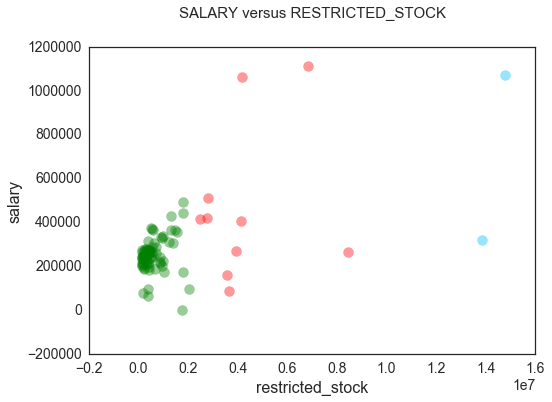 SALARY versus RESTRICTED_STOCK
1200000
1000000
800000
600000
400000
200000
0
−200000
salary
−0.2 0.0 0.2 0.4 0.6 0.8 1.0 1.2 1.4 1.6
1e7
restricted_stock